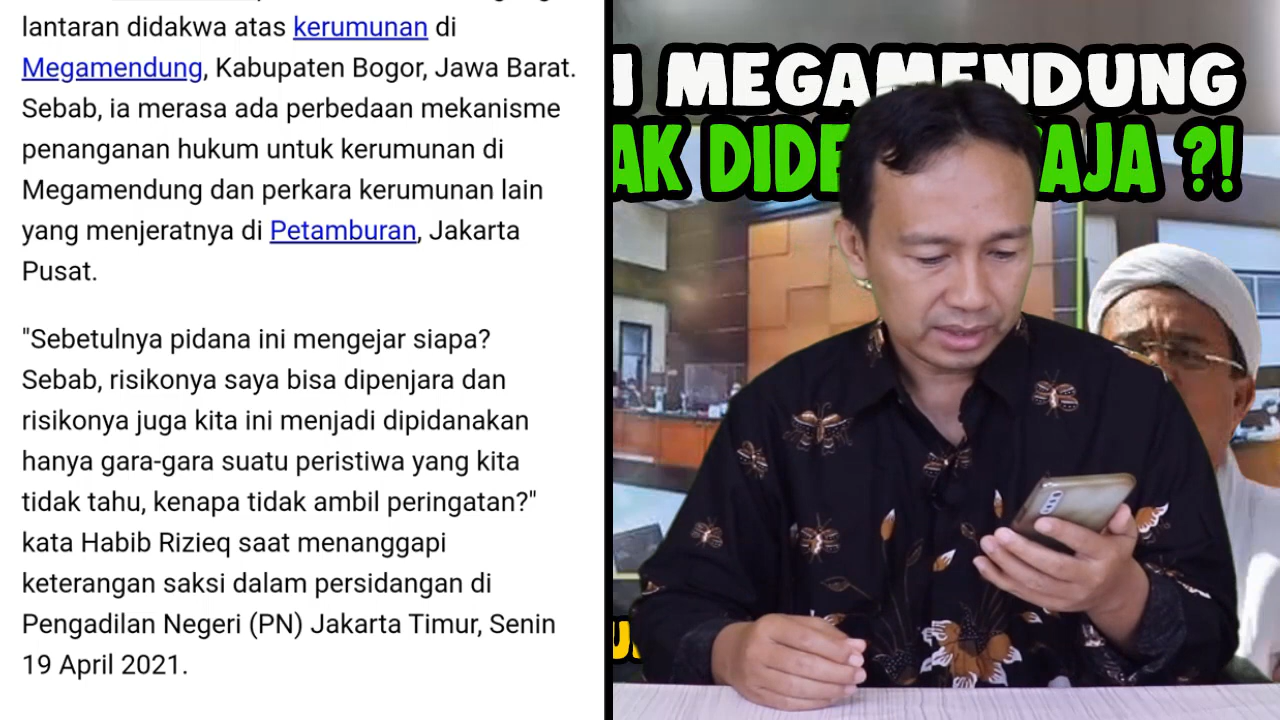 lantaran didakwa atas kerumunan di
Megamendung, Kabupaten Bogor, Jawa Barat.
Sebab, ia merasa ada perbedaan mekanisme
penanganan hukum untuk kerumunan di
Megamendung dan perkara kerumunan lain
yang menjeratnya di Petamburan, Jakarta
Pusat.
"Sebetulnya pidana ini mengejar siapa?
Sebab, risikonya saya bisa dipenjara dan
risikonya juga kita ini menjadi dipidanakan
hanya gara-gara suatu peristiwa yang kita
tidak tahu, kenapa tidak ambil peringatan?"
kata Habib Rizieq saat menanggapi
keterangan saksi dalam persidangan di
Pengadilan Negeri (PN) Jakarta Timur, Senin
19 April 2021.
MEGAMENDUNG
?!